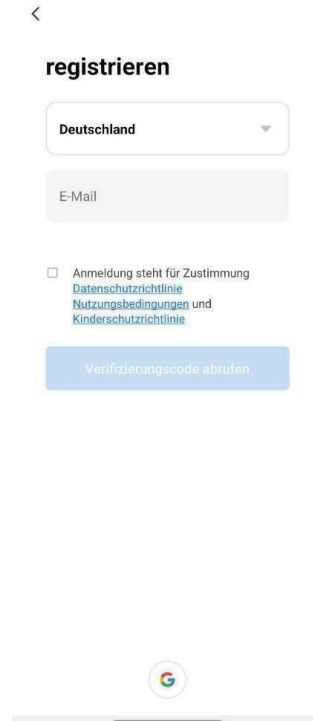 registrieren
Deutschland
E-Mail
Anmeldung steht für Zustimmung
Datenschutzrichtlinie
Nutzungsbedingungen und
Kinderschutzrichtlinie
Verifizierungscode abrufen